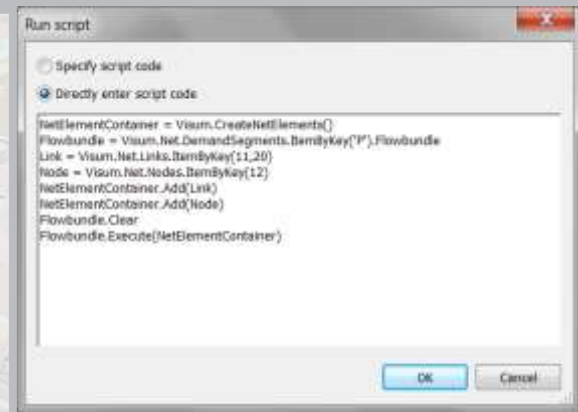 Run script
Specify script code
Directly enter script code
NetElementContainer = Visum.CreateNetElements()
Flowbundle = Visum.Net.DemandSegments.ItemByKey("P").Flowbundle
Link = Visum.Net.Links.ItemByKey(11,20)
Node = Visum.Net.Nodes.ItemByKey(12)
NetElementContainer.Add(Link)
NetElementContainer.Add(Node)
Flowbundle.Clear
Flowbundle.Execute(NetElementContainer)
OK
Cancel